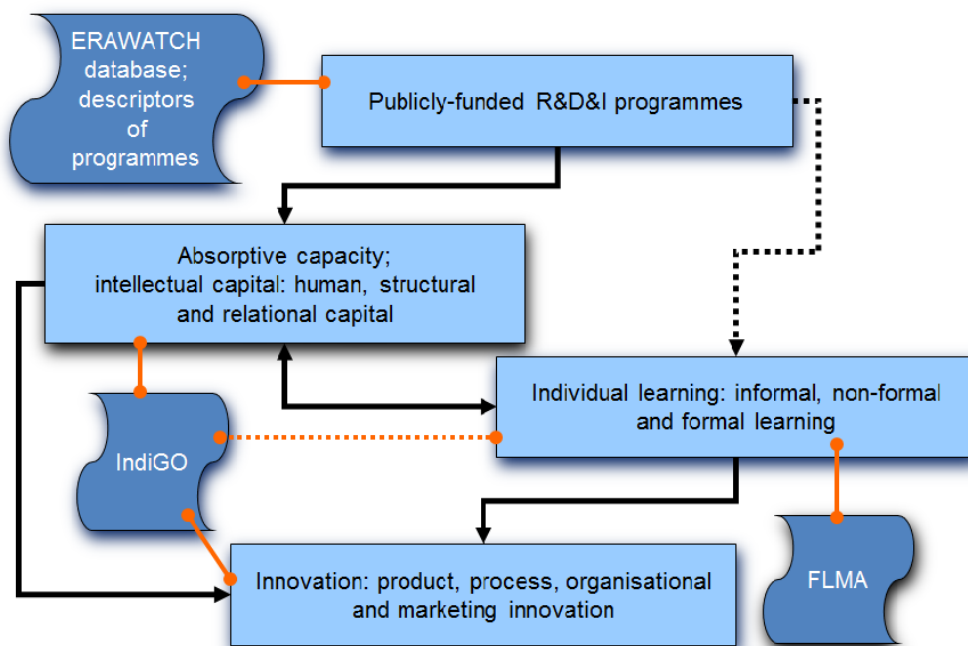 ERAWATCH
database;
descriptors
of
programmes
Publicly-funded R&D&I programmes
Absorptive capacity;
intellectual capital: human, structural
and relational capital
Individual learning: informal, non-formal
and formal learning
IndiGO
Innovation: product, process, organisational
and marketing innovation
FLMA